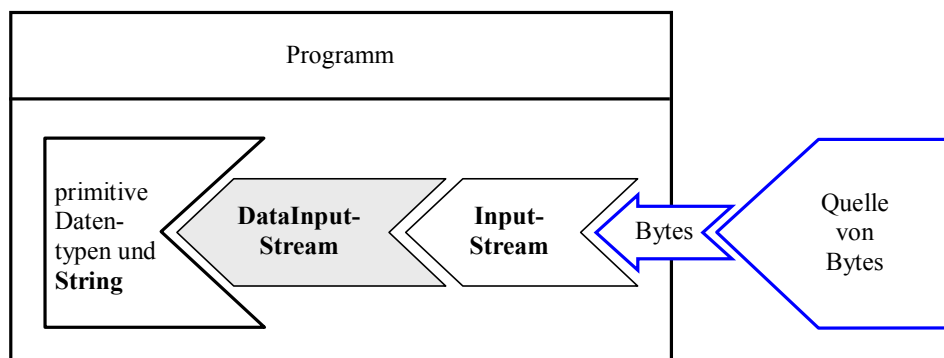 Programm
primitive
Daten-
typen und
String
DataInput-
Stream
Input-
Stream
Bytes
Quelle
von
Bytes